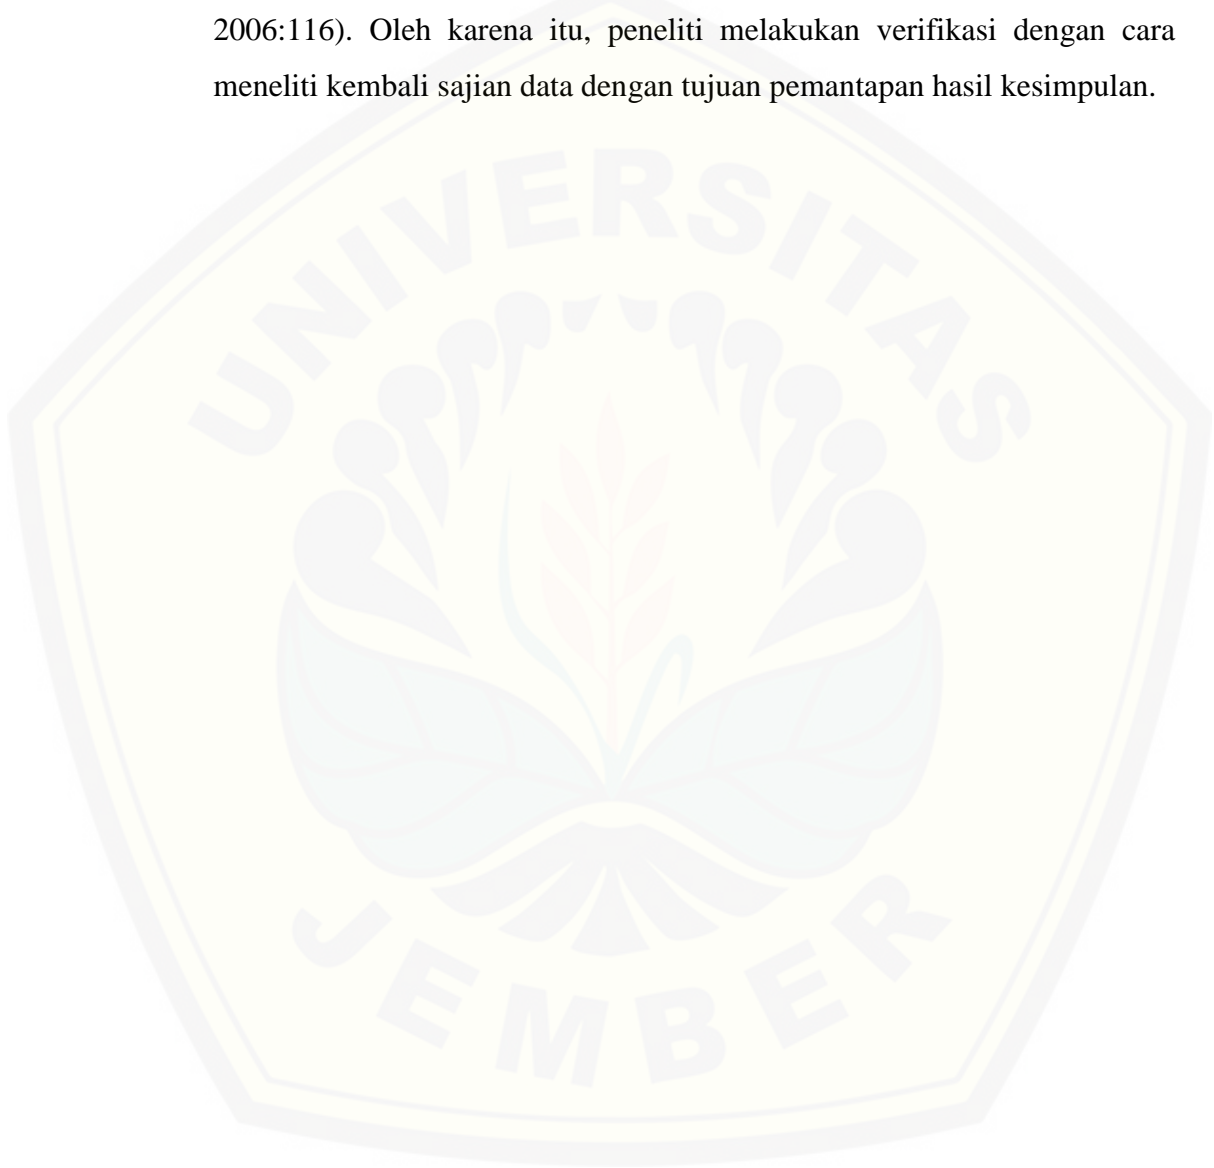 2006:116). Oleh karena itu, peneliti melakukan verifikasi dengan cara
meneliti kembali sajian data dengan tujuan pemantapan hasil kesimpulan.
UNIVERSITAS
JEMBER